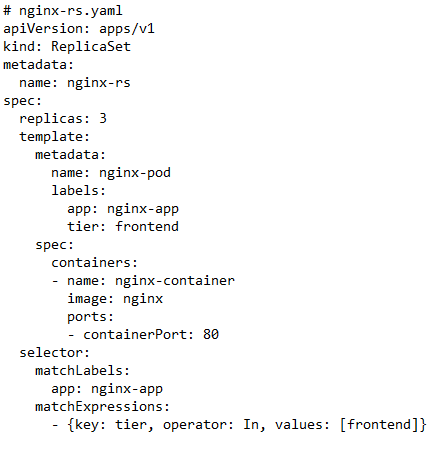 # nginx-rs.yaml
apiVersion: apps/v1
kind: ReplicaSet
metadata:
  name: nginx-rs
spec:
  replicas: 3
  template:
    metadata:
      name: nginx-pod
      labels:
        app: nginx-app
        tier: frontend
    spec:
      containers:
      - name: nginx-container
        image: nginx
        ports:
        - containerPort: 80
  selector:
    matchLabels:
      app: nginx-app
    matchExpressions:
      - {key: tier, operator: In, values: [frontend]}